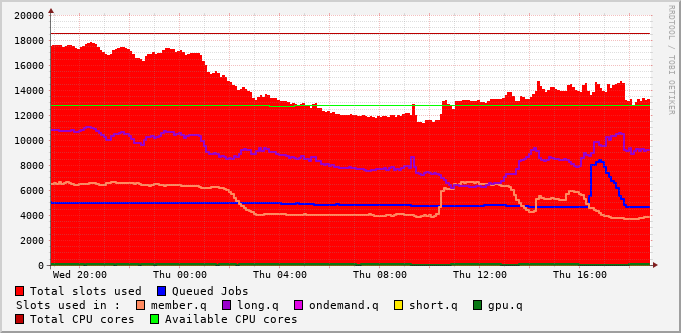 20000
18000
16000
14000
12000
10000
8000
6000
4000
2000
0
Wed 20:00 Thu 00:00 Thu 04:00 Thu 08:00 Thu 12:00 Thu 16:00
Total slots used Queued Jobs
Slots used in : member.q long.q ondemand.q short.q gpu.q
Total CPU cores Available CPU cores
RRDTOOL / TOBI OETIKER